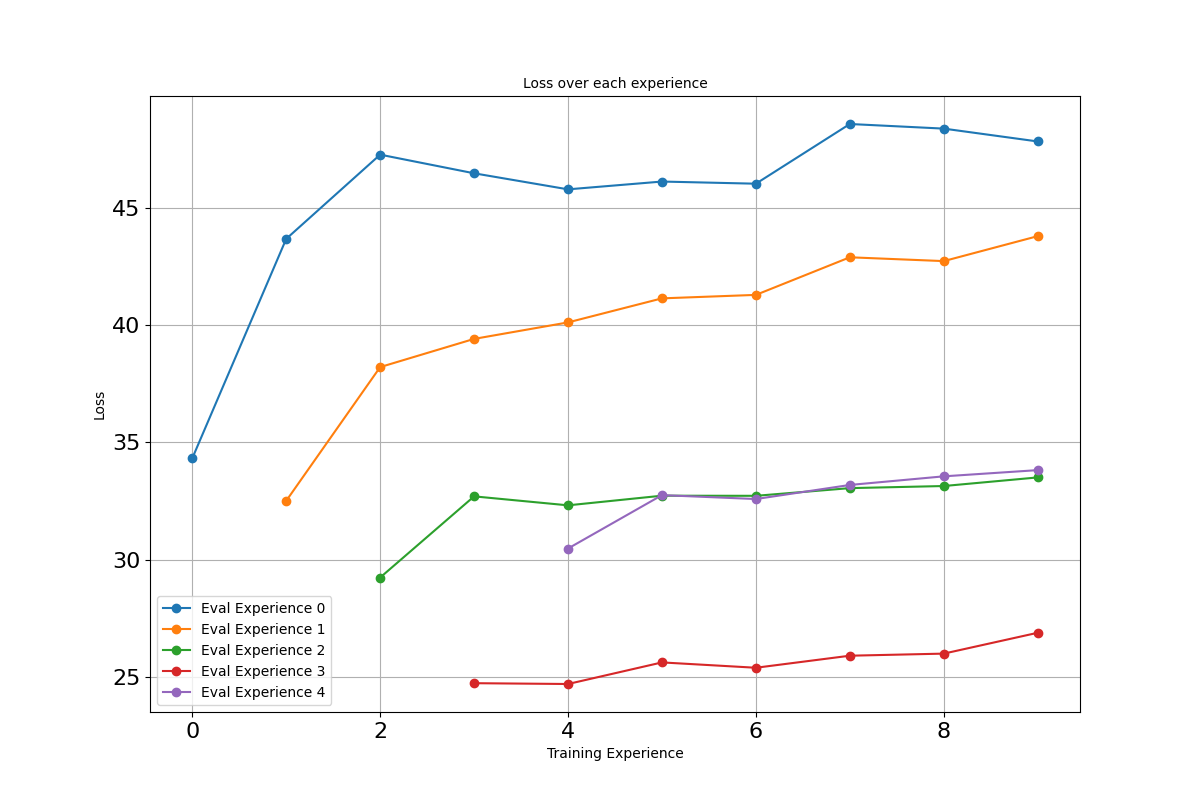 Loss over each experience
45
40
35
30
25
Loss
Eval Experience 0
Eval Experience 1
Eval Experience 2
Eval Experience 3
Eval Experience 4
0 2 4 6 8
Training Experience